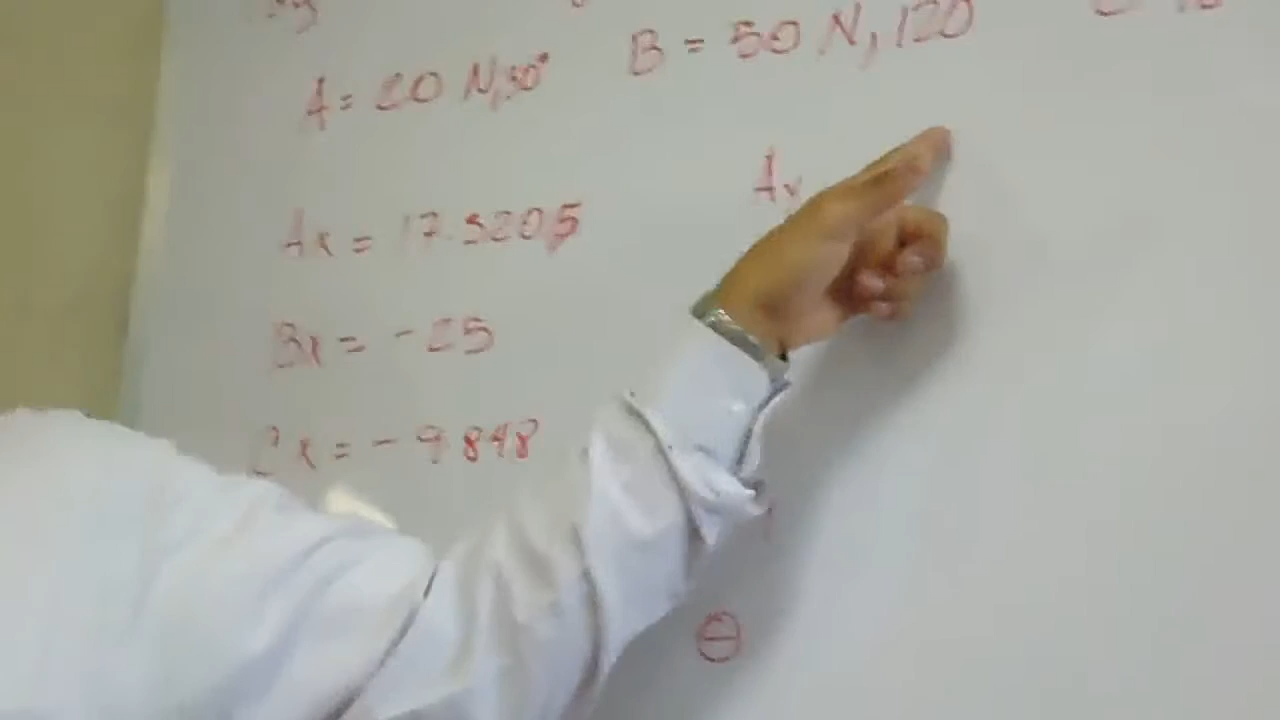 A = 20 N,30° B = 50 N, 120
Ax = 17.3205
Bx = -25
Cx = -9.848
θ